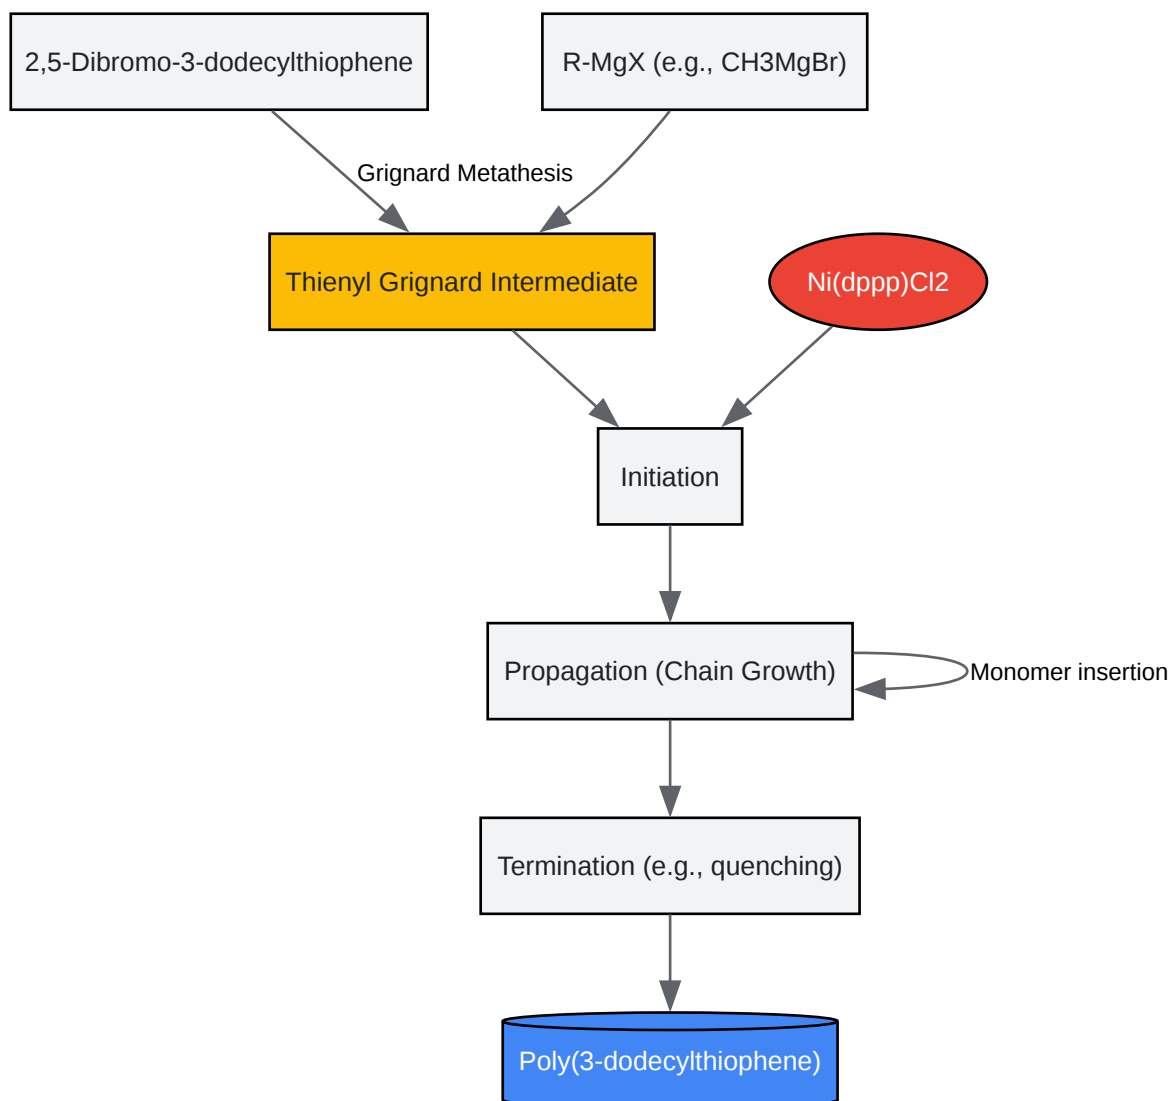 2,5-Dibromo-3-dodecylthiophene
R-MgX (e.g., CH3MgBr)
Grignard Metathesis
Thienyl Grignard Intermediate
Ni(dppp)Cl2
Initiation
Propagation (Chain Growth)
Monomer insertion
Termination (e.g., quenching)
Poly(3-dodecylthiophene)